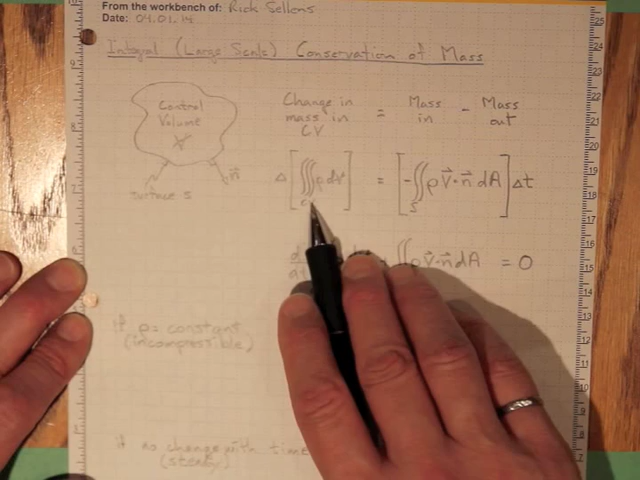 From the workbench of: Rick Sellens
Date: 04.01.14
Integral (Large Scale) Conservation of Mass
Control Volume V
Surface S
n⃗
Change in mass in CV = Mass in - Mass out
Δ[∭ρdV] = [-∬ρV⃗·n⃗dA]Δt
S
d
dt
+ ∬ρV⃗·n⃗dA = 0
if ρ = constant
(incompressible)
if no change with time
(steady)